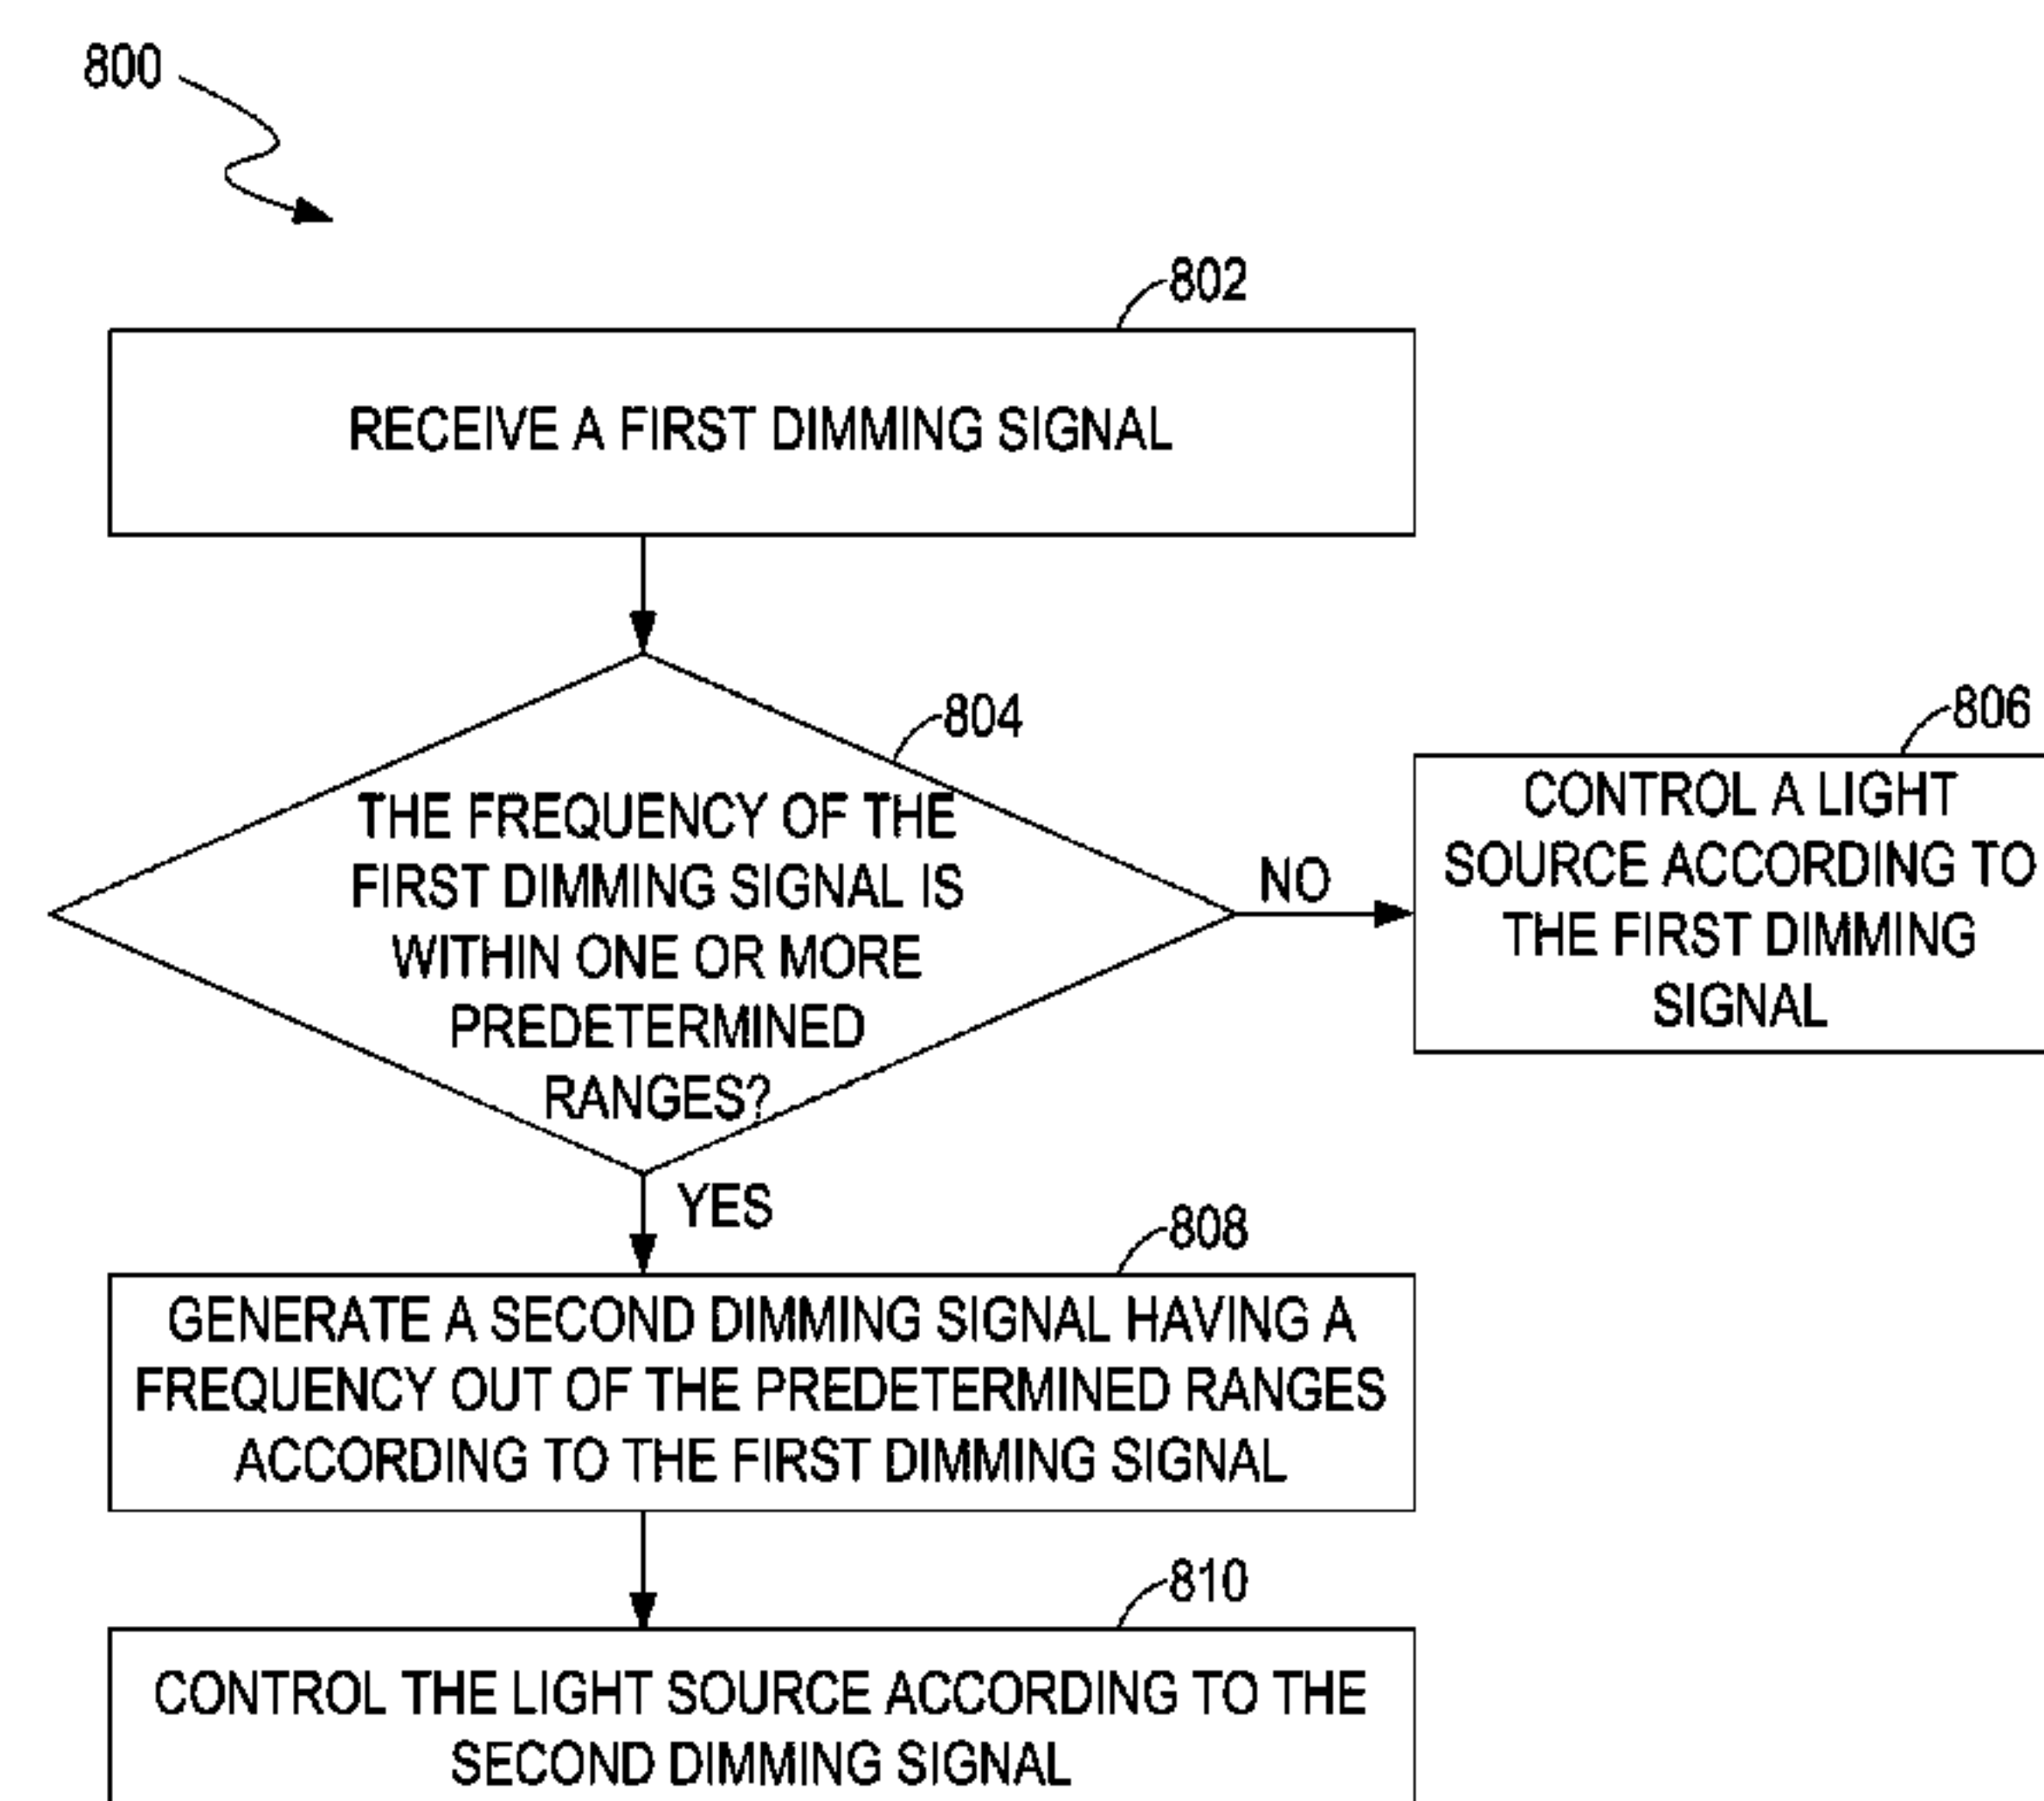 800
802
RECEIVE A FIRST DIMMING SIGNAL
804
THE FREQUENCY OF THE
FIRST DIMMING SIGNAL IS
WITHIN ONE OR MORE
PREDETERMINED
RANGES?
NO
806
CONTROL A LIGHT
SOURCE ACCORDING TO
THE FIRST DIMMING
SIGNAL
YES
808
GENERATE A SECOND DIMMING SIGNAL HAVING A
FREQUENCY OUT OF THE PREDETERMINED RANGES
ACCORDING TO THE FIRST DIMMING SIGNAL
810
CONTROL THE LIGHT SOURCE ACCORDING TO THE
SECOND DIMMING SIGNAL